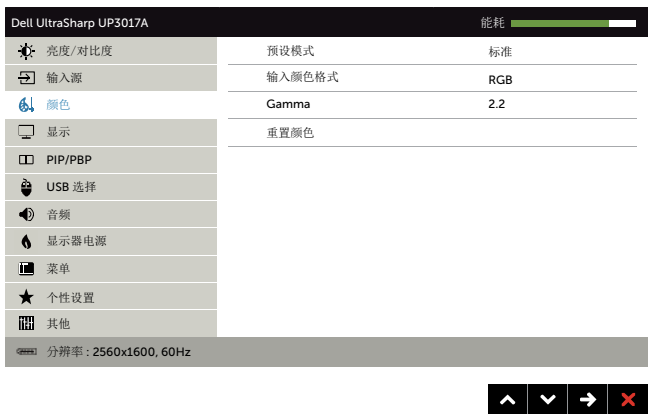 Dell UltraSharp UP3017A 能耗
亮度/对比度 预设模式 标准
输入源 输入颜色格式 RGB
颜色 Gamma 2.2
显示 重置颜色
PIP/PBP
USB 选择
音频
显示器电源
菜单
个性设置
其他
分辨率 : 2560x1600, 60Hz